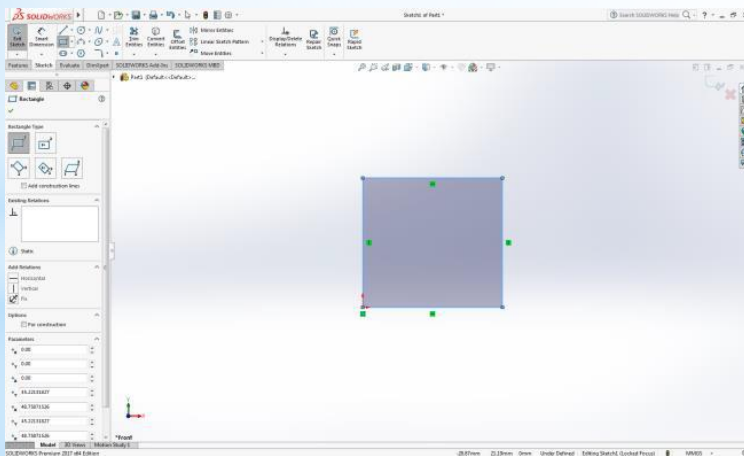 SOLIDWORKS
Sketch1 of Part1 *
Search SOLIDWORKS Help
Exit Sketch
Smart Dimension
Trim Entities
Convert Entities
Offset Entities
Mirror Entities
Linear Sketch Pattern
Move Entities
Display/Delete Relations
Repair Sketch
Quick Snaps
Rapid Sketch
Features Sketch Evaluate DimXpert SOLIDWORKS Add-Ins SOLIDWORKS MBD
Part1 (Default<<Default>...
Rectangle
Rectangle Type
Add construction lines
Existing Relations
Add Relations
Horizontal
Vertical
Fix
Options
For construction
Parameters
0.00
0.00
0.00
*Front
Model 3D Views Motion Study 1
SOLIDWORKS Premium 2017 x64 Edition
0mm Under Defined Editing Sketch1 (Locked Focus)